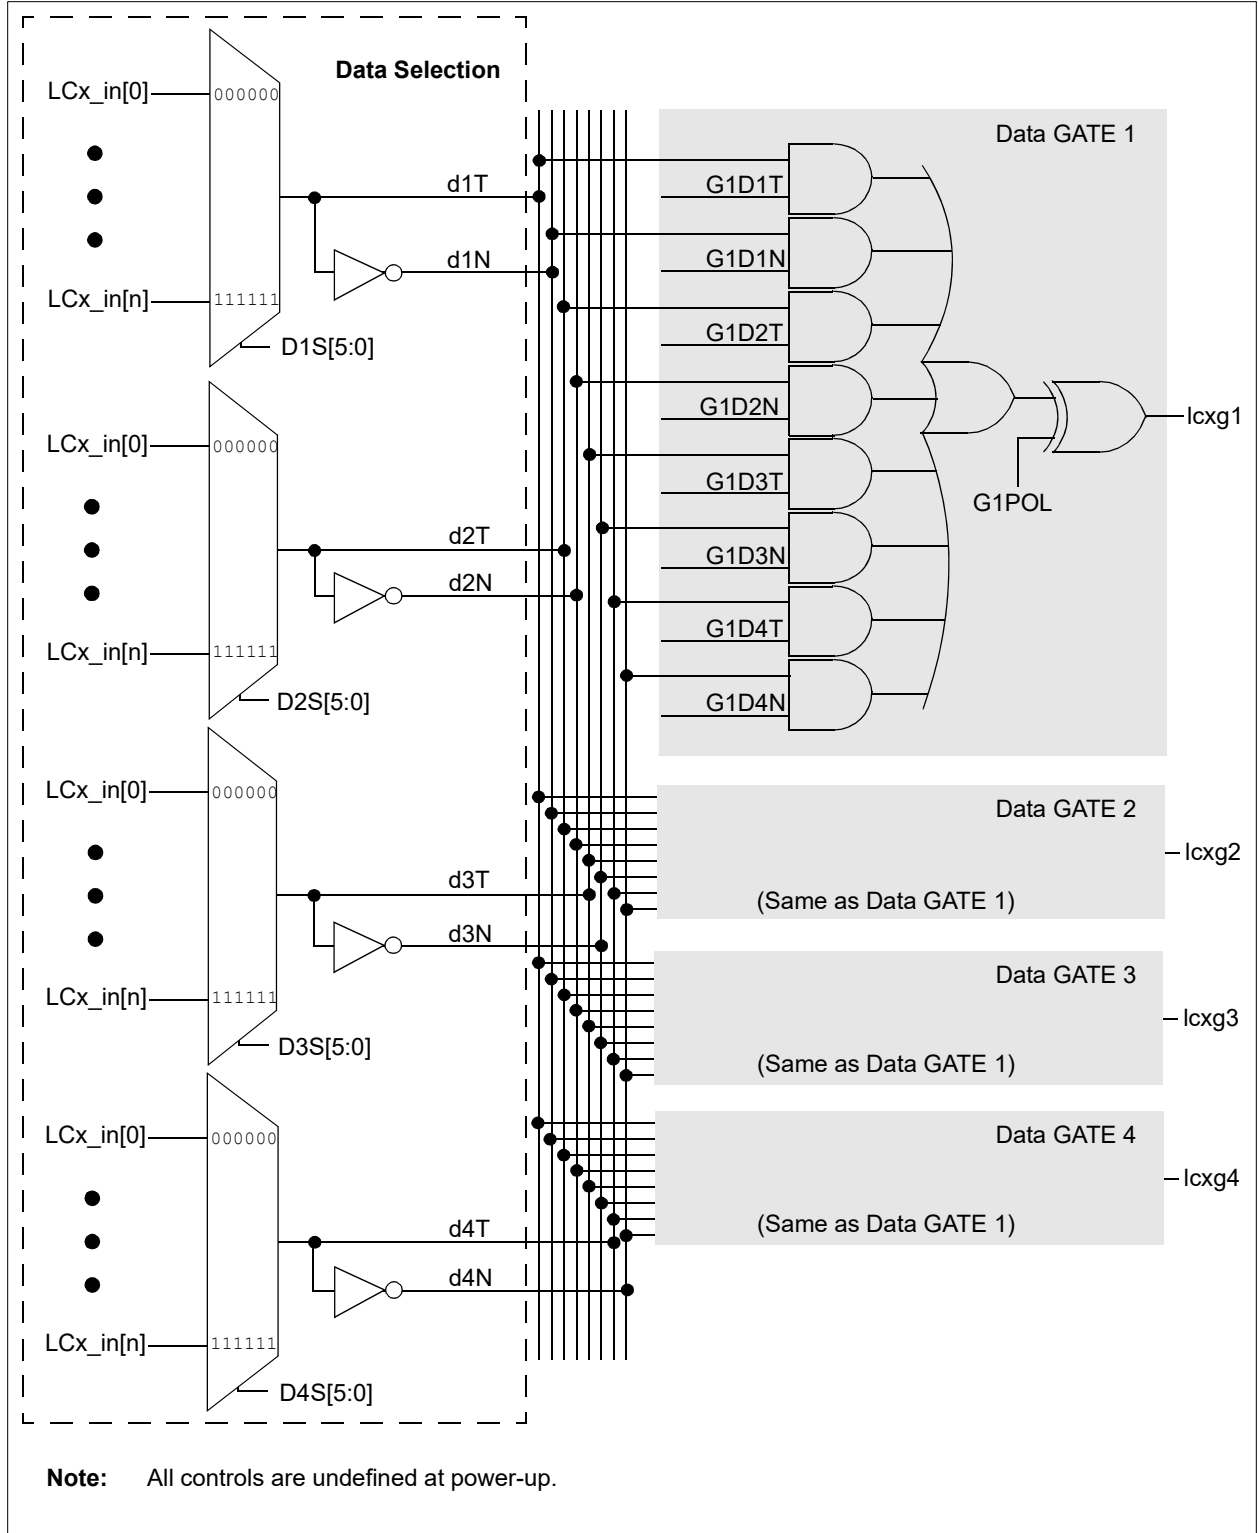 Data Selection
LCx_in[0]
000000
LCx_in[n]
111111
D1S[5:0]
d1T
d1N
LCx_in[0]
000000
LCx_in[n]
111111
D2S[5:0]
d2T
d2N
LCx_in[0]
000000
LCx_in[n]
111111
D3S[5:0]
d3T
d3N
LCx_in[0]
000000
LCx_in[n]
111111
D4S[5:0]
d4T
d4N
Data GATE 1
G1D1T
G1D1N
G1D2T
G1D2N
G1D3T
G1D3N
G1D4T
G1D4N
G1POL
lcxg1
Data GATE 2
(Same as Data GATE 1)
lcxg2
Data GATE 3
(Same as Data GATE 1)
lcxg3
Data GATE 4
(Same as Data GATE 1)
lcxg4
Note: All controls are undefined at power-up.